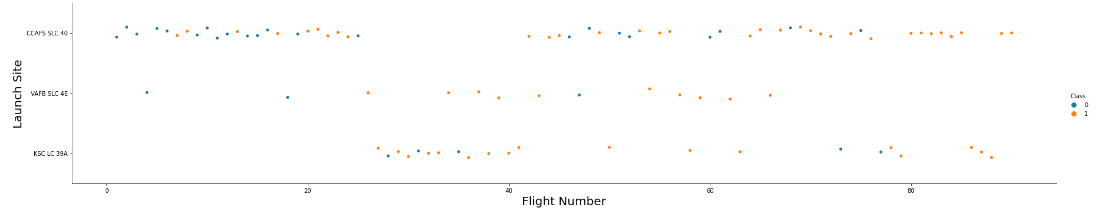 CCAFS SLC 40
VAFB SLC 4E
KSC LC 39A
Launch Site
0 20 40 60 80
Flight Number
Class
0
1